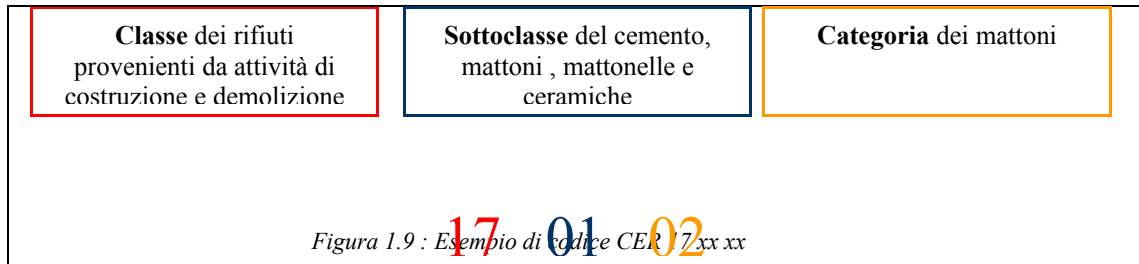 Classe dei rifiuti
provenienti da attività di
costruzione e demolizione
Sottoclasse del cemento,
mattoni , mattonelle e
ceramiche
Categoria dei mattoni
17 01 02
Figura 1.9 : Esempio di codice CER 17 xx xx